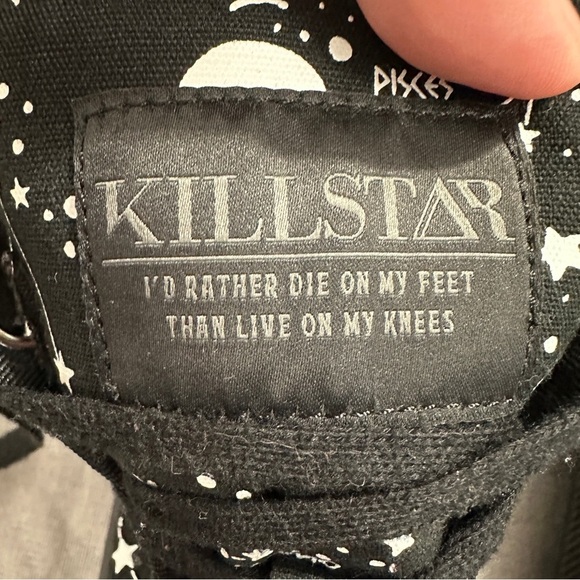 PISCES
KILLSTAR
I'D RATHER DIE ON MY FEET
THAN LIVE ON MY KNEES